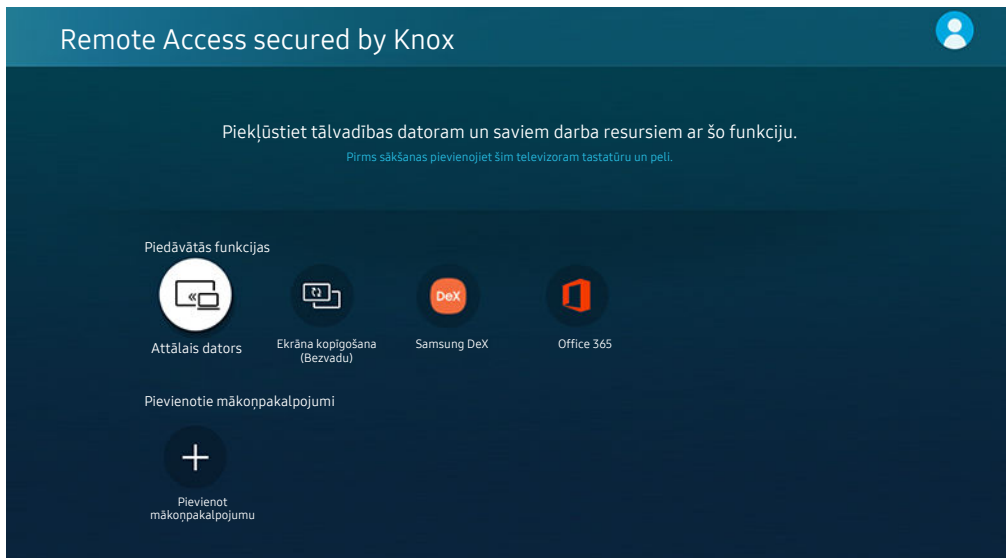 Remote Access secured by Knox
Piekļūstiet tālvadības datoram un saviem darba resursiem ar šo funkciju.
Pirms sākšanas pievienojiet šim televizoram tastatūru un peli.
Piedāvātās funkcijas
DeX
Attālais dators
Ekrāna kopīgošana
(Bezvadu)
Samsung DeX
Office 365
Pievienotie mākoņpakalpojumi
Pievienot
mākoņpakalpojumu